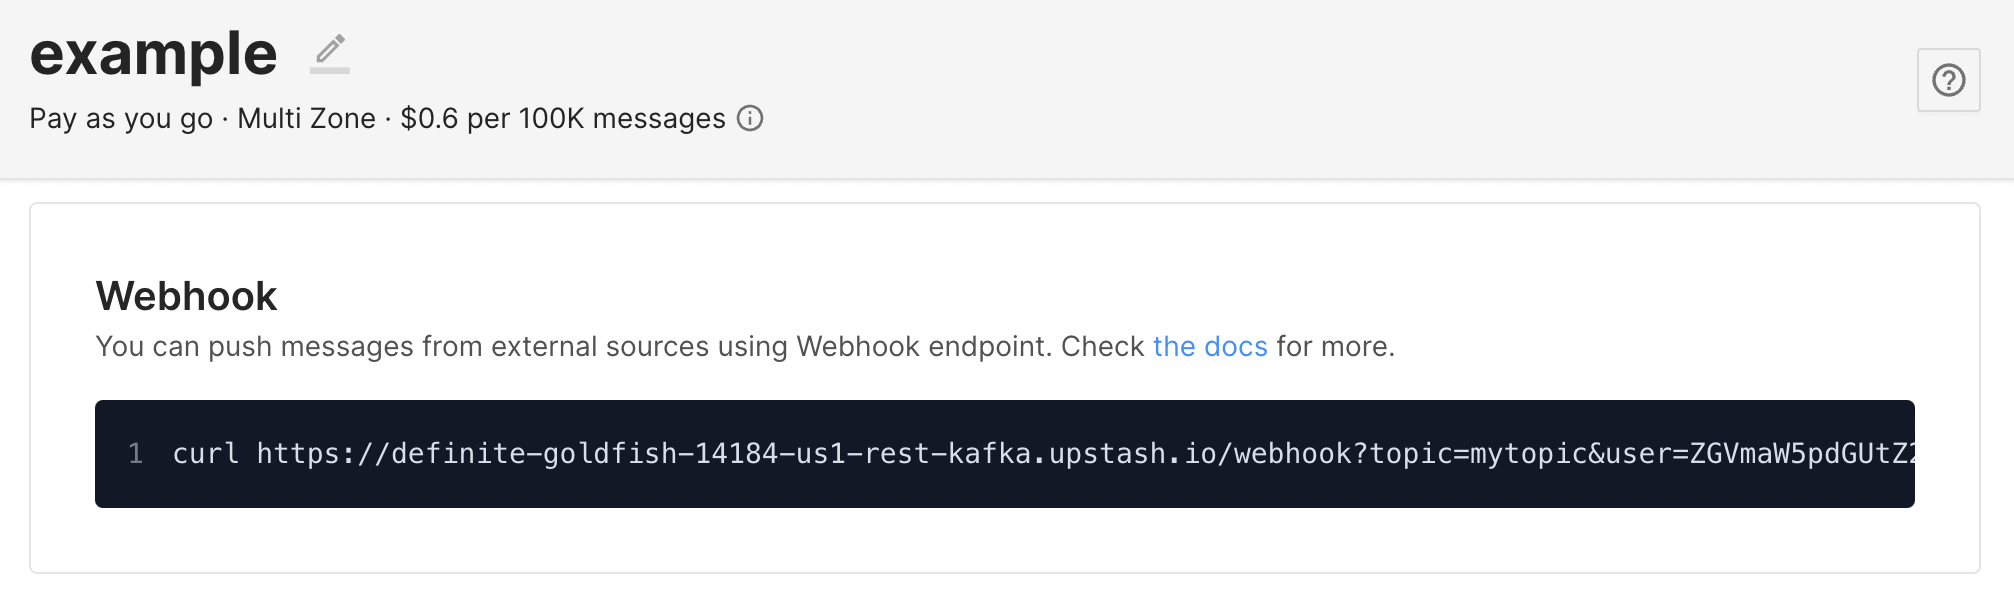 example
Pay as you go · Multi Zone · $0.6 per 100K messages
Webhook
You can push messages from external sources using Webhook endpoint. Check the docs for more.
1 curl https://definite-goldfish-14184-us1-rest-kafka.upstash.io/webhook?topic=mytopic&user=ZGVmaW5pdGUtZ2